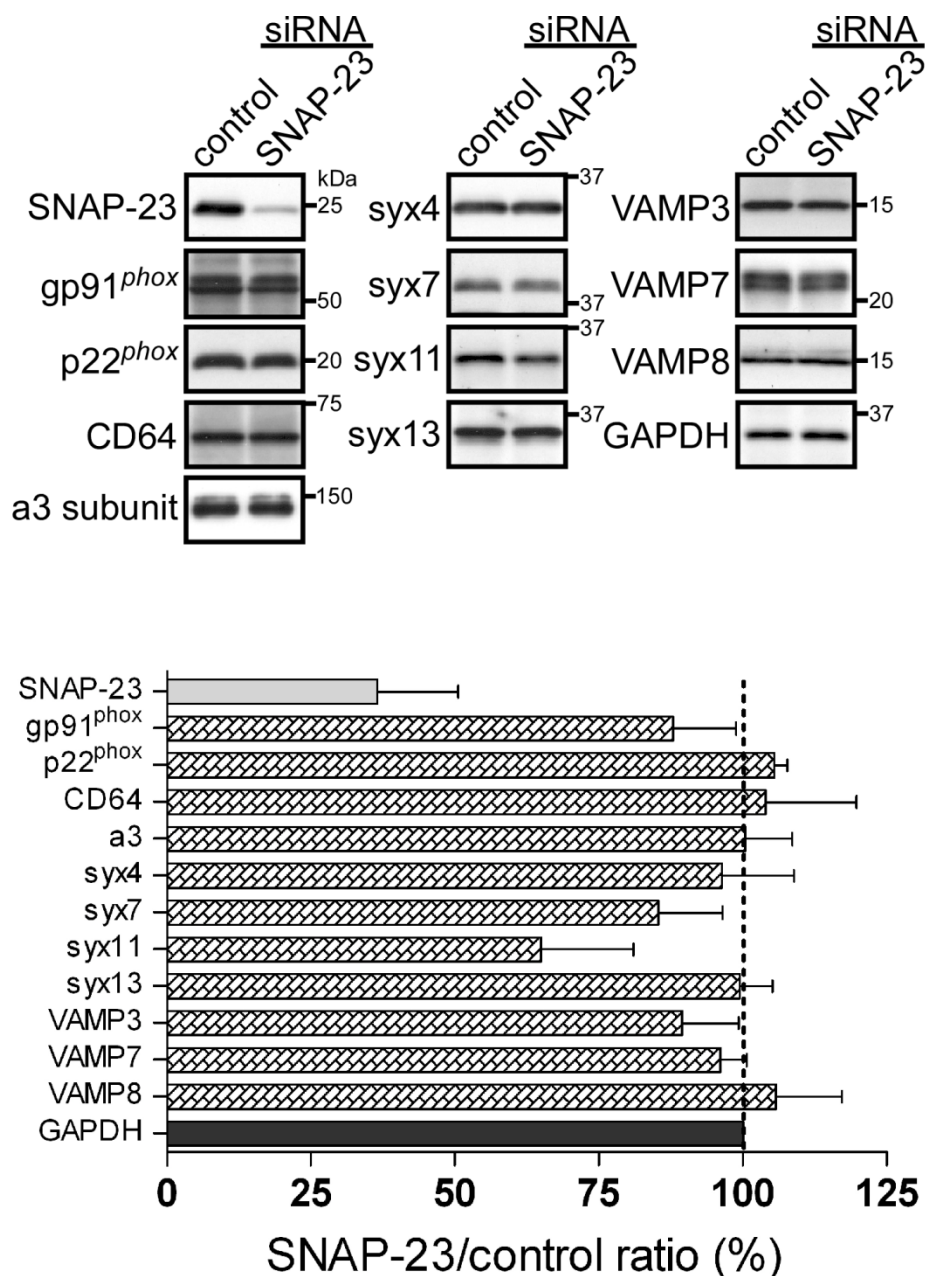 siRNA siRNA siRNA
control SNAP-23 control SNAP-23 control SNAP-23
kDa
SNAP-23 25
gp91phox 50
p22phox 20
CD64 75
a3 subunit 150
syx4 37
syx7 37
syx11 37
syx13 37
VAMP3 15
VAMP7 20
VAMP8 15
GAPDH 37
SNAP-23
gp91phox
p22phox
CD64
a3
syx4
syx7
syx11
syx13
VAMP3
VAMP7
VAMP8
GAPDH
0 25 50 75 100 125
SNAP-23/control ratio (%)